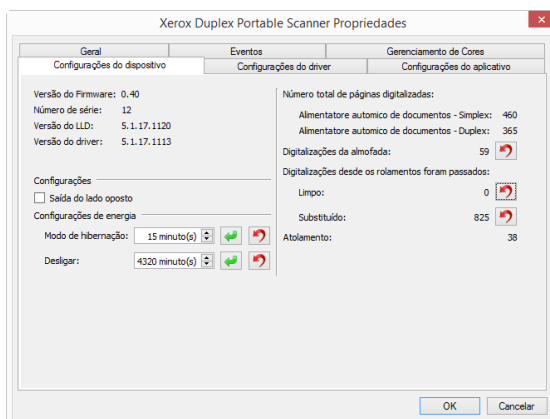 Xerox Duplex Portable Scanner Propriedades
Geral Eventos Gerenciamento de Cores
Configurações do dispositivo Configurações do driver Configurações do aplicativo
Versão do Firmware: 0.40
Número de série: 12
Versão do LLD: 5.1.17.1120
Versão do driver: 5.1.17.1113
Configurações
Saída do lado oposto
Configurações de energia
Modo de hibernação: 15 minuto(s)
Desligar: 4320 minuto(s)
Número total de páginas digitalizadas:
Alimentatore automico de documentos - Simplex: 460
Alimentatore automico de documentos - Duplex: 365
Digitalizações da almofada: 59
Digitalizações desde os rolamentos foram passados:
Limpo: 0
Substituído: 825
Atolamento: 38
OK Cancelar